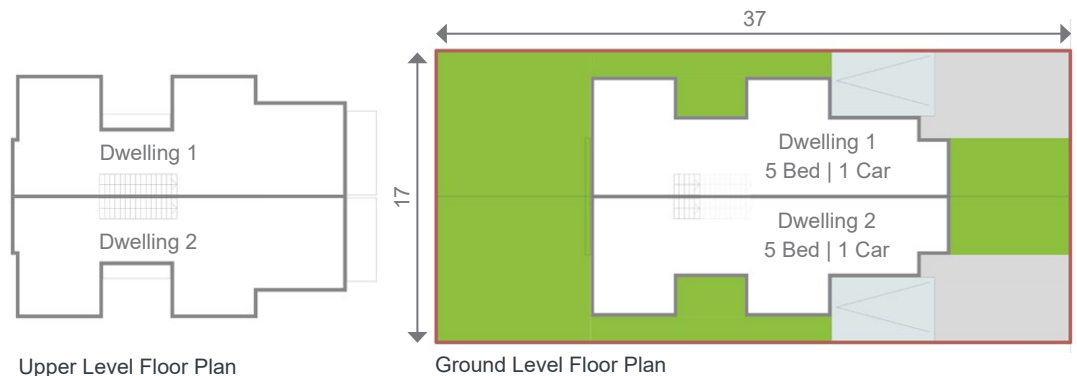 37
17
Dwelling 1
Dwelling 2
Upper Level Floor Plan
Dwelling 1
5 Bed | 1 Car
Dwelling 2
5 Bed | 1 Car
Ground Level Floor Plan